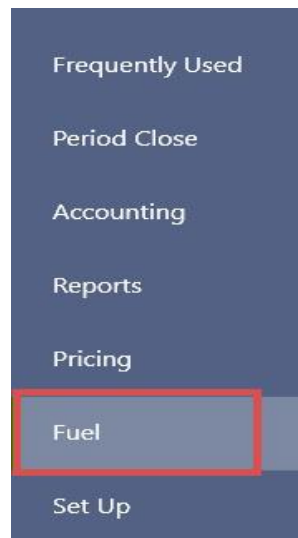 Frequently Used
Period Close
Accounting
Reports
Pricing
Fuel
Set Up